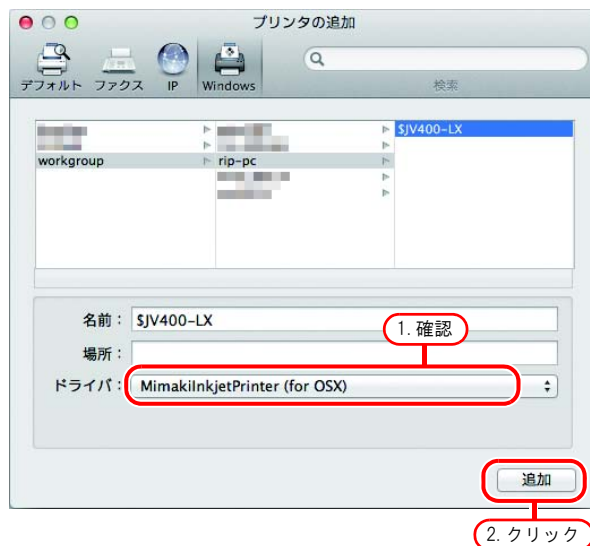 プリンタの追加
デフォルト ファクス IP Windows 検索
$JV400-LX
workgroup rip-pc
名前： $JV400-LX
1. 確認
場所：
ドライバ： MimakiInkjetPrinter (for OSX)
追加
2. クリック